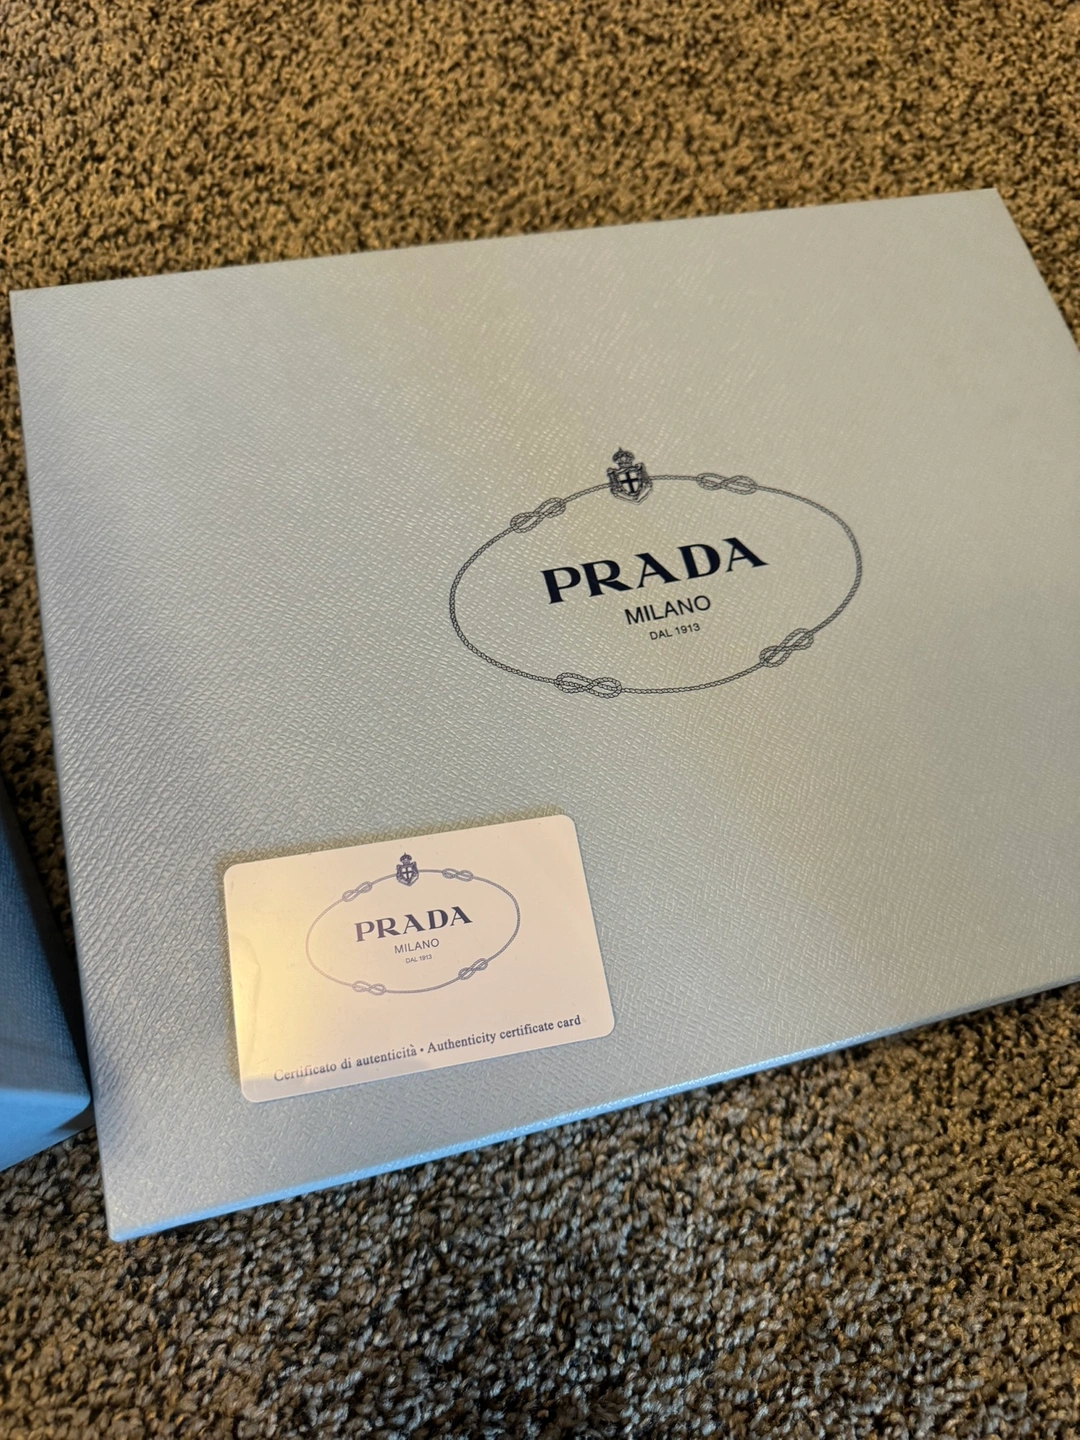 PRADA
MILANO
DAL 1913
PRADA
MILANO
DAL 1913
Certificato di autenticità • Authenticity certificate card